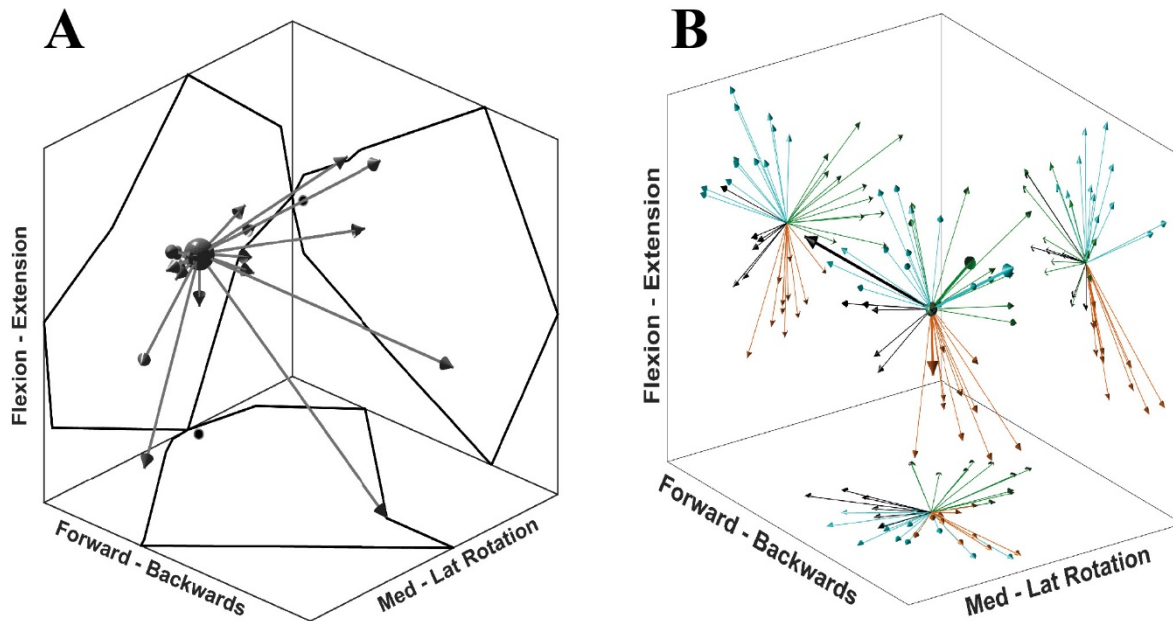 A
Flexion - Extension
Forward - Backwards
Med - Lat Rotation
B
Flexion - Extension
Forward - Backwards
Med - Lat Rotation